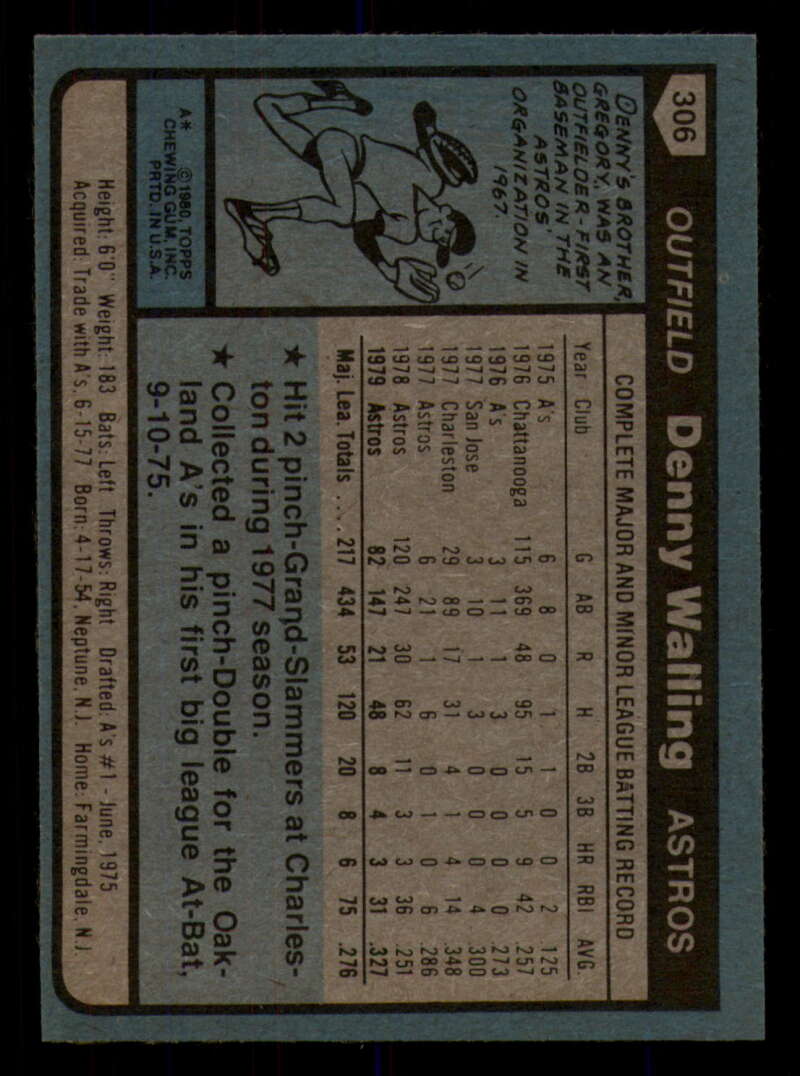 306
OUTFIELD Denny Walling ASTROS
DENNY'S BROTHER,
GREGORY, WAS AN
OUTFIELDER-FIRST
BASEMAN IN THE
ASTROS'
ORGANIZATION IN
1967.
A* ©1980, TOPPS
CHEWING GUM, INC.
PRTD. IN U.S.A.
COMPLETE MAJOR AND MINOR LEAGUE BATTING RECORD
Year Club G AB R H 2B 3B HR RBI AVG.
1975 A's 6 8 0 1 1 0 0 2 .125
1976 Chattanooga 115 369 48 95 15 5 9 42 .257
1976 A's 3 11 1 3 0 0 0 0 .273
1977 San Jose 3 10 1 3 0 0 0 4 .300
1977 Charleston 29 89 17 31 4 1 4 14 .348
1977 Astros 6 21 1 6 0 1 0 6 .286
1978 Astros 120 247 30 62 11 3 3 36 .251
1979 Astros 82 147 21 48 8 4 3 31 .327
Maj. Lea. Totals .... 217 434 53 120 20 8 6 75 .276
★ Hit 2 pinch-Grand-Slammers at Charles-
ton during 1977 season.
★ Collected a pinch-Double for the Oak-
land A's in his first big league At-Bat,
9-10-75.
Height: 6'0" Weight: 183 Bats: Left Throws: Right Drafted: A's #1 - June, 1975
Acquired: Trade with A's, 6-15-77 Born: 4-17-54, Neptune, N.J. Home: Farmingdale, N.J.